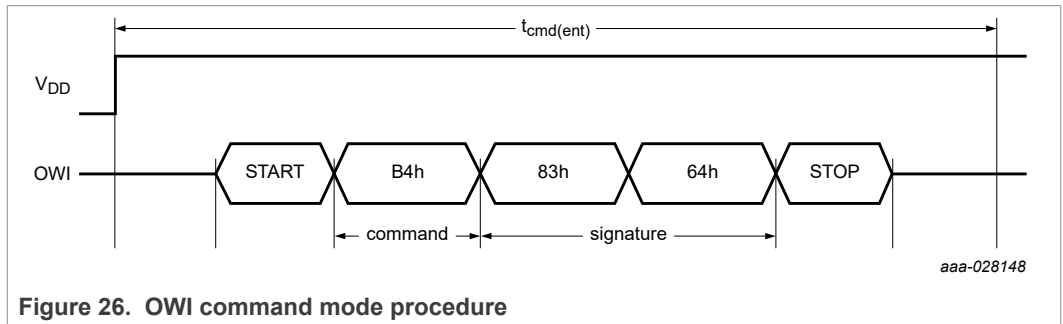 tcmd(ent)
VDD
OWI
START B4h 83h 64h STOP
command signature
aaa-028148
Figure 26. OWI command mode procedure